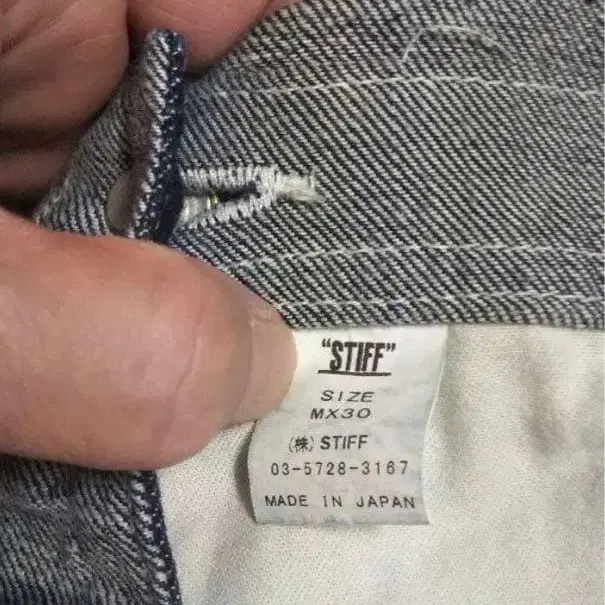 "STIFF"
SIZE
MX30
(株) STIFF
03-5728-3167
MADE IN JAPAN